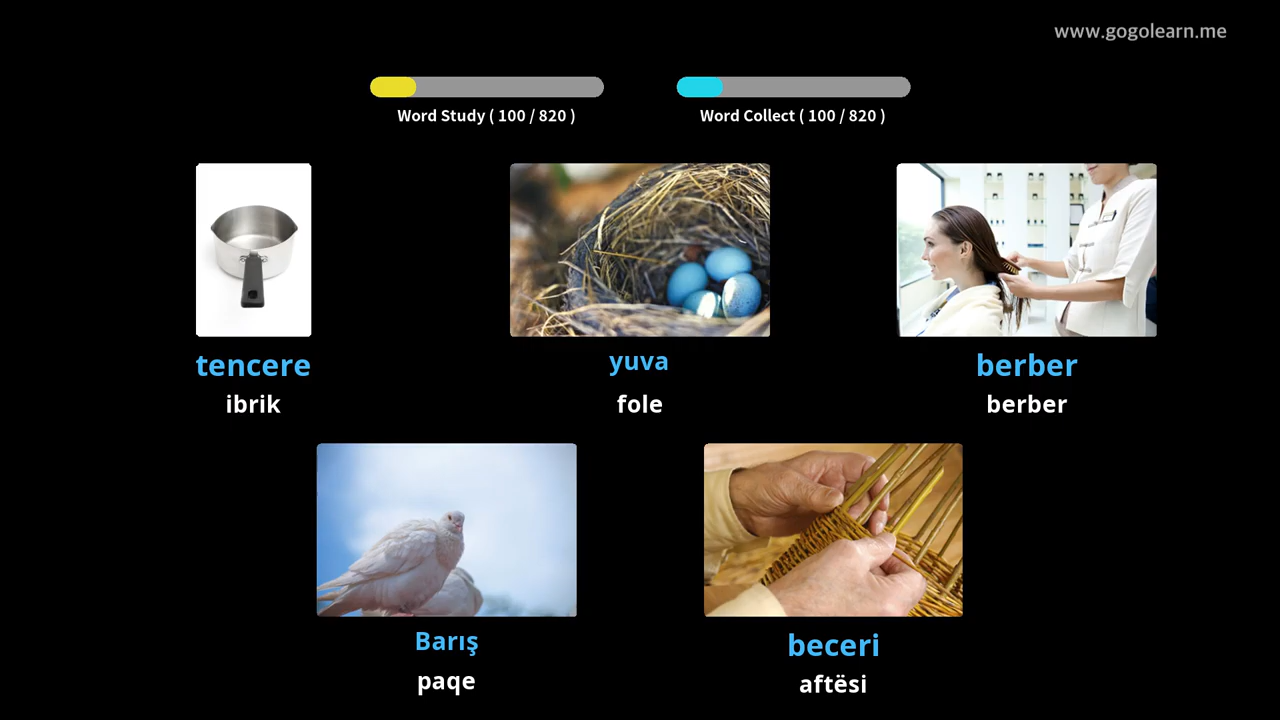 www.gogolearn.me
Word Study ( 100 / 820 )
Word Collect ( 100 / 820 )
tencere
ibrik
yuva
fole
berber
berber
Barış
paqe
beceri
aftësi